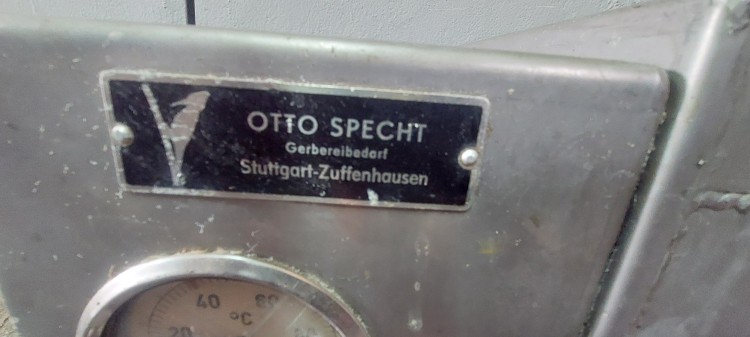 OTTO SPECHT
Gerbereibedarf
Stuttgart-Zuffenhausen
40
°C
20